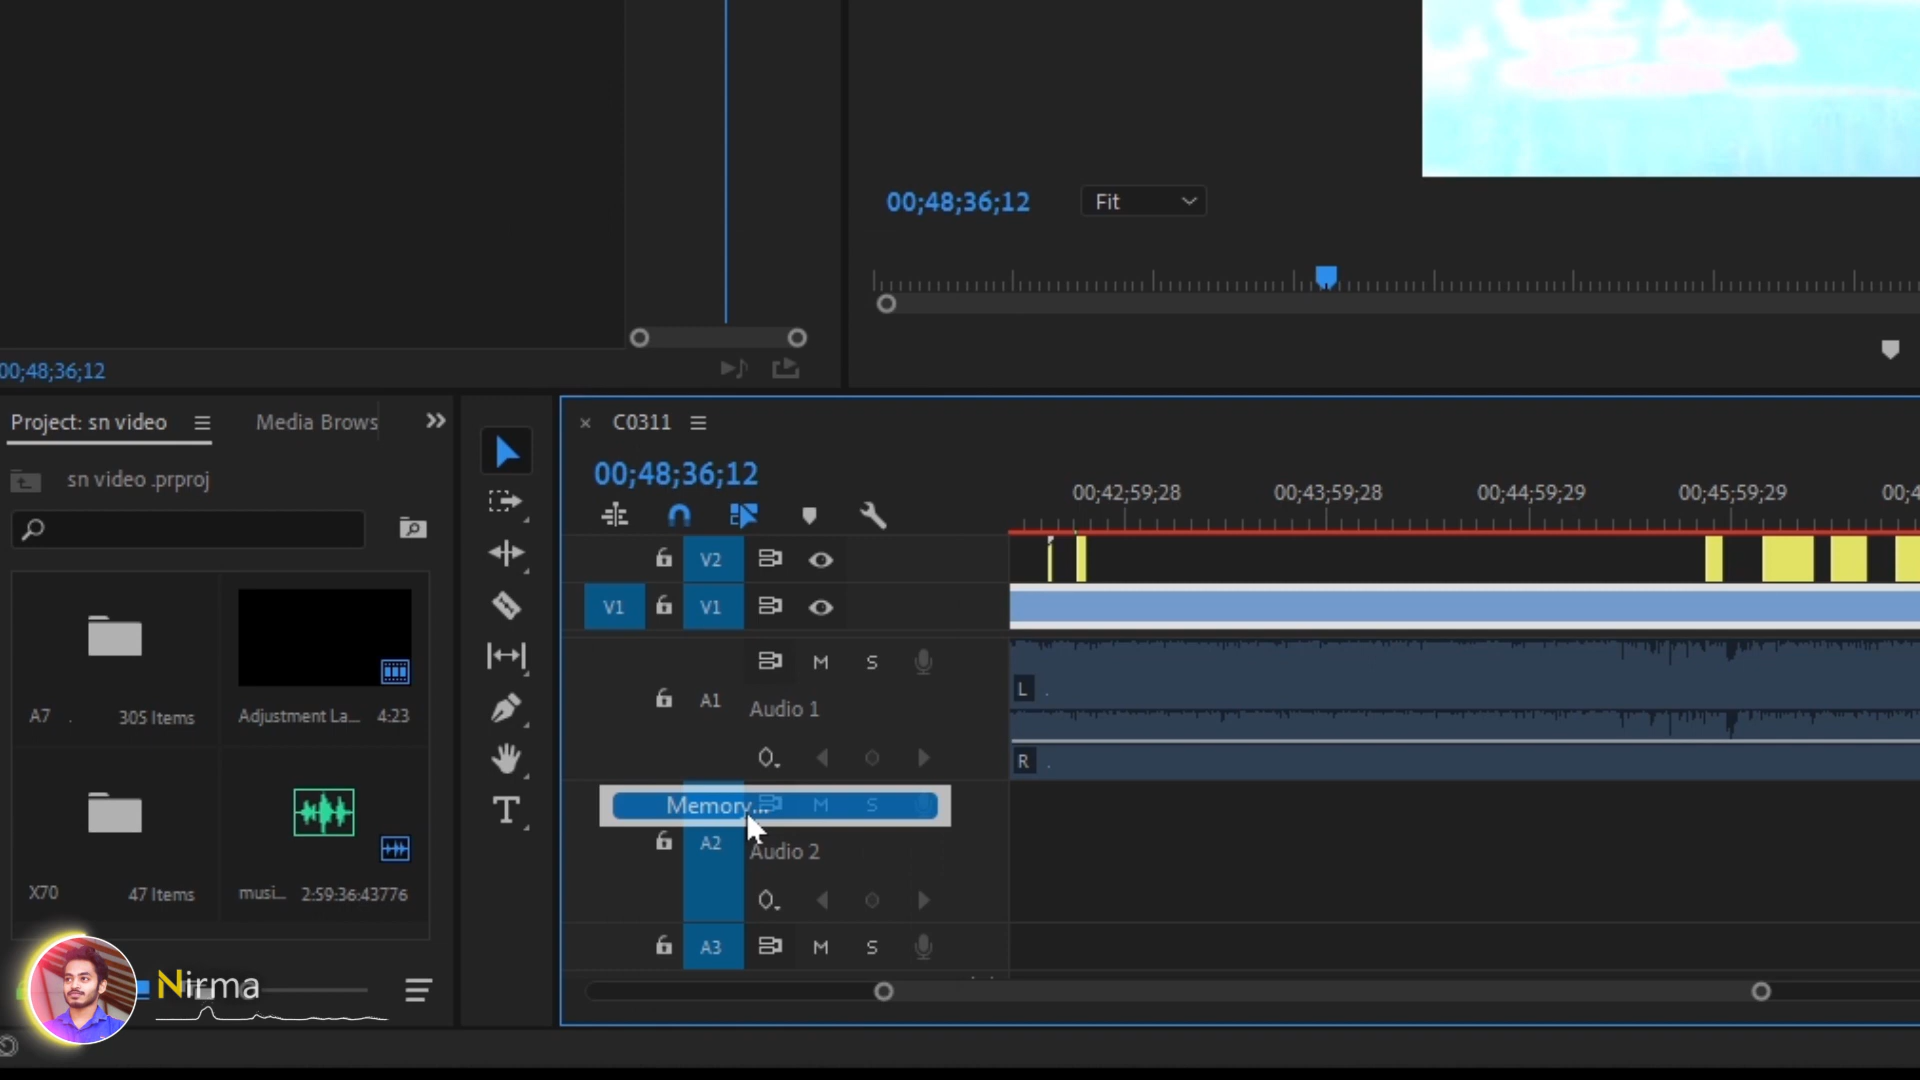 00;48;36;12
Fit
00;48;36;12
Project: sn video
Media Brows
C0311
sn video .prproj
00;48;36;12
00;42;59;28
00;43;59;28
00;44;59;29
00;45;59;29
00;4
V2
V1
V1
A7 .
305 Items
Adjustment La...
4:23
M
S
A1
Audio 1
L
R
Memory...
M
S
A2
Audio 2
X70
47 Items
musi...
2:59:36:43776
A3
M
S
Nirma